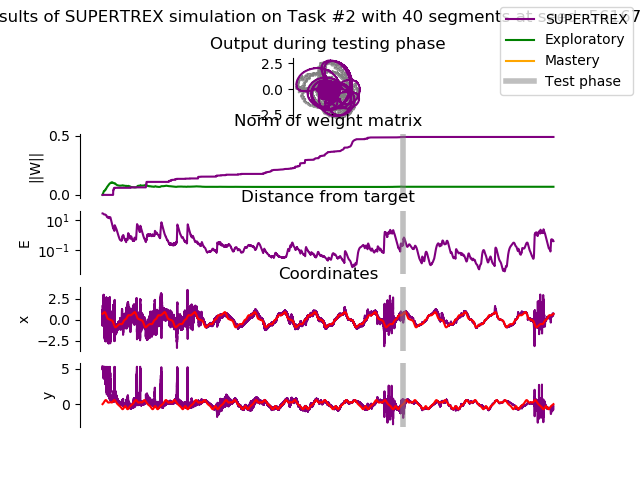 sults of SUPERTREX simulation on Task #2 with 40 segments
SUPERTREX
Exploratory
Mastery
Test phase
Output during testing phase
2.5
0.0
−2.5
Norm of weight matrix
0.5
0.0
||W||
Distance from target
10¹
10⁻¹
E
Coordinates
2.5
0.0
−2.5
x
5
0
y